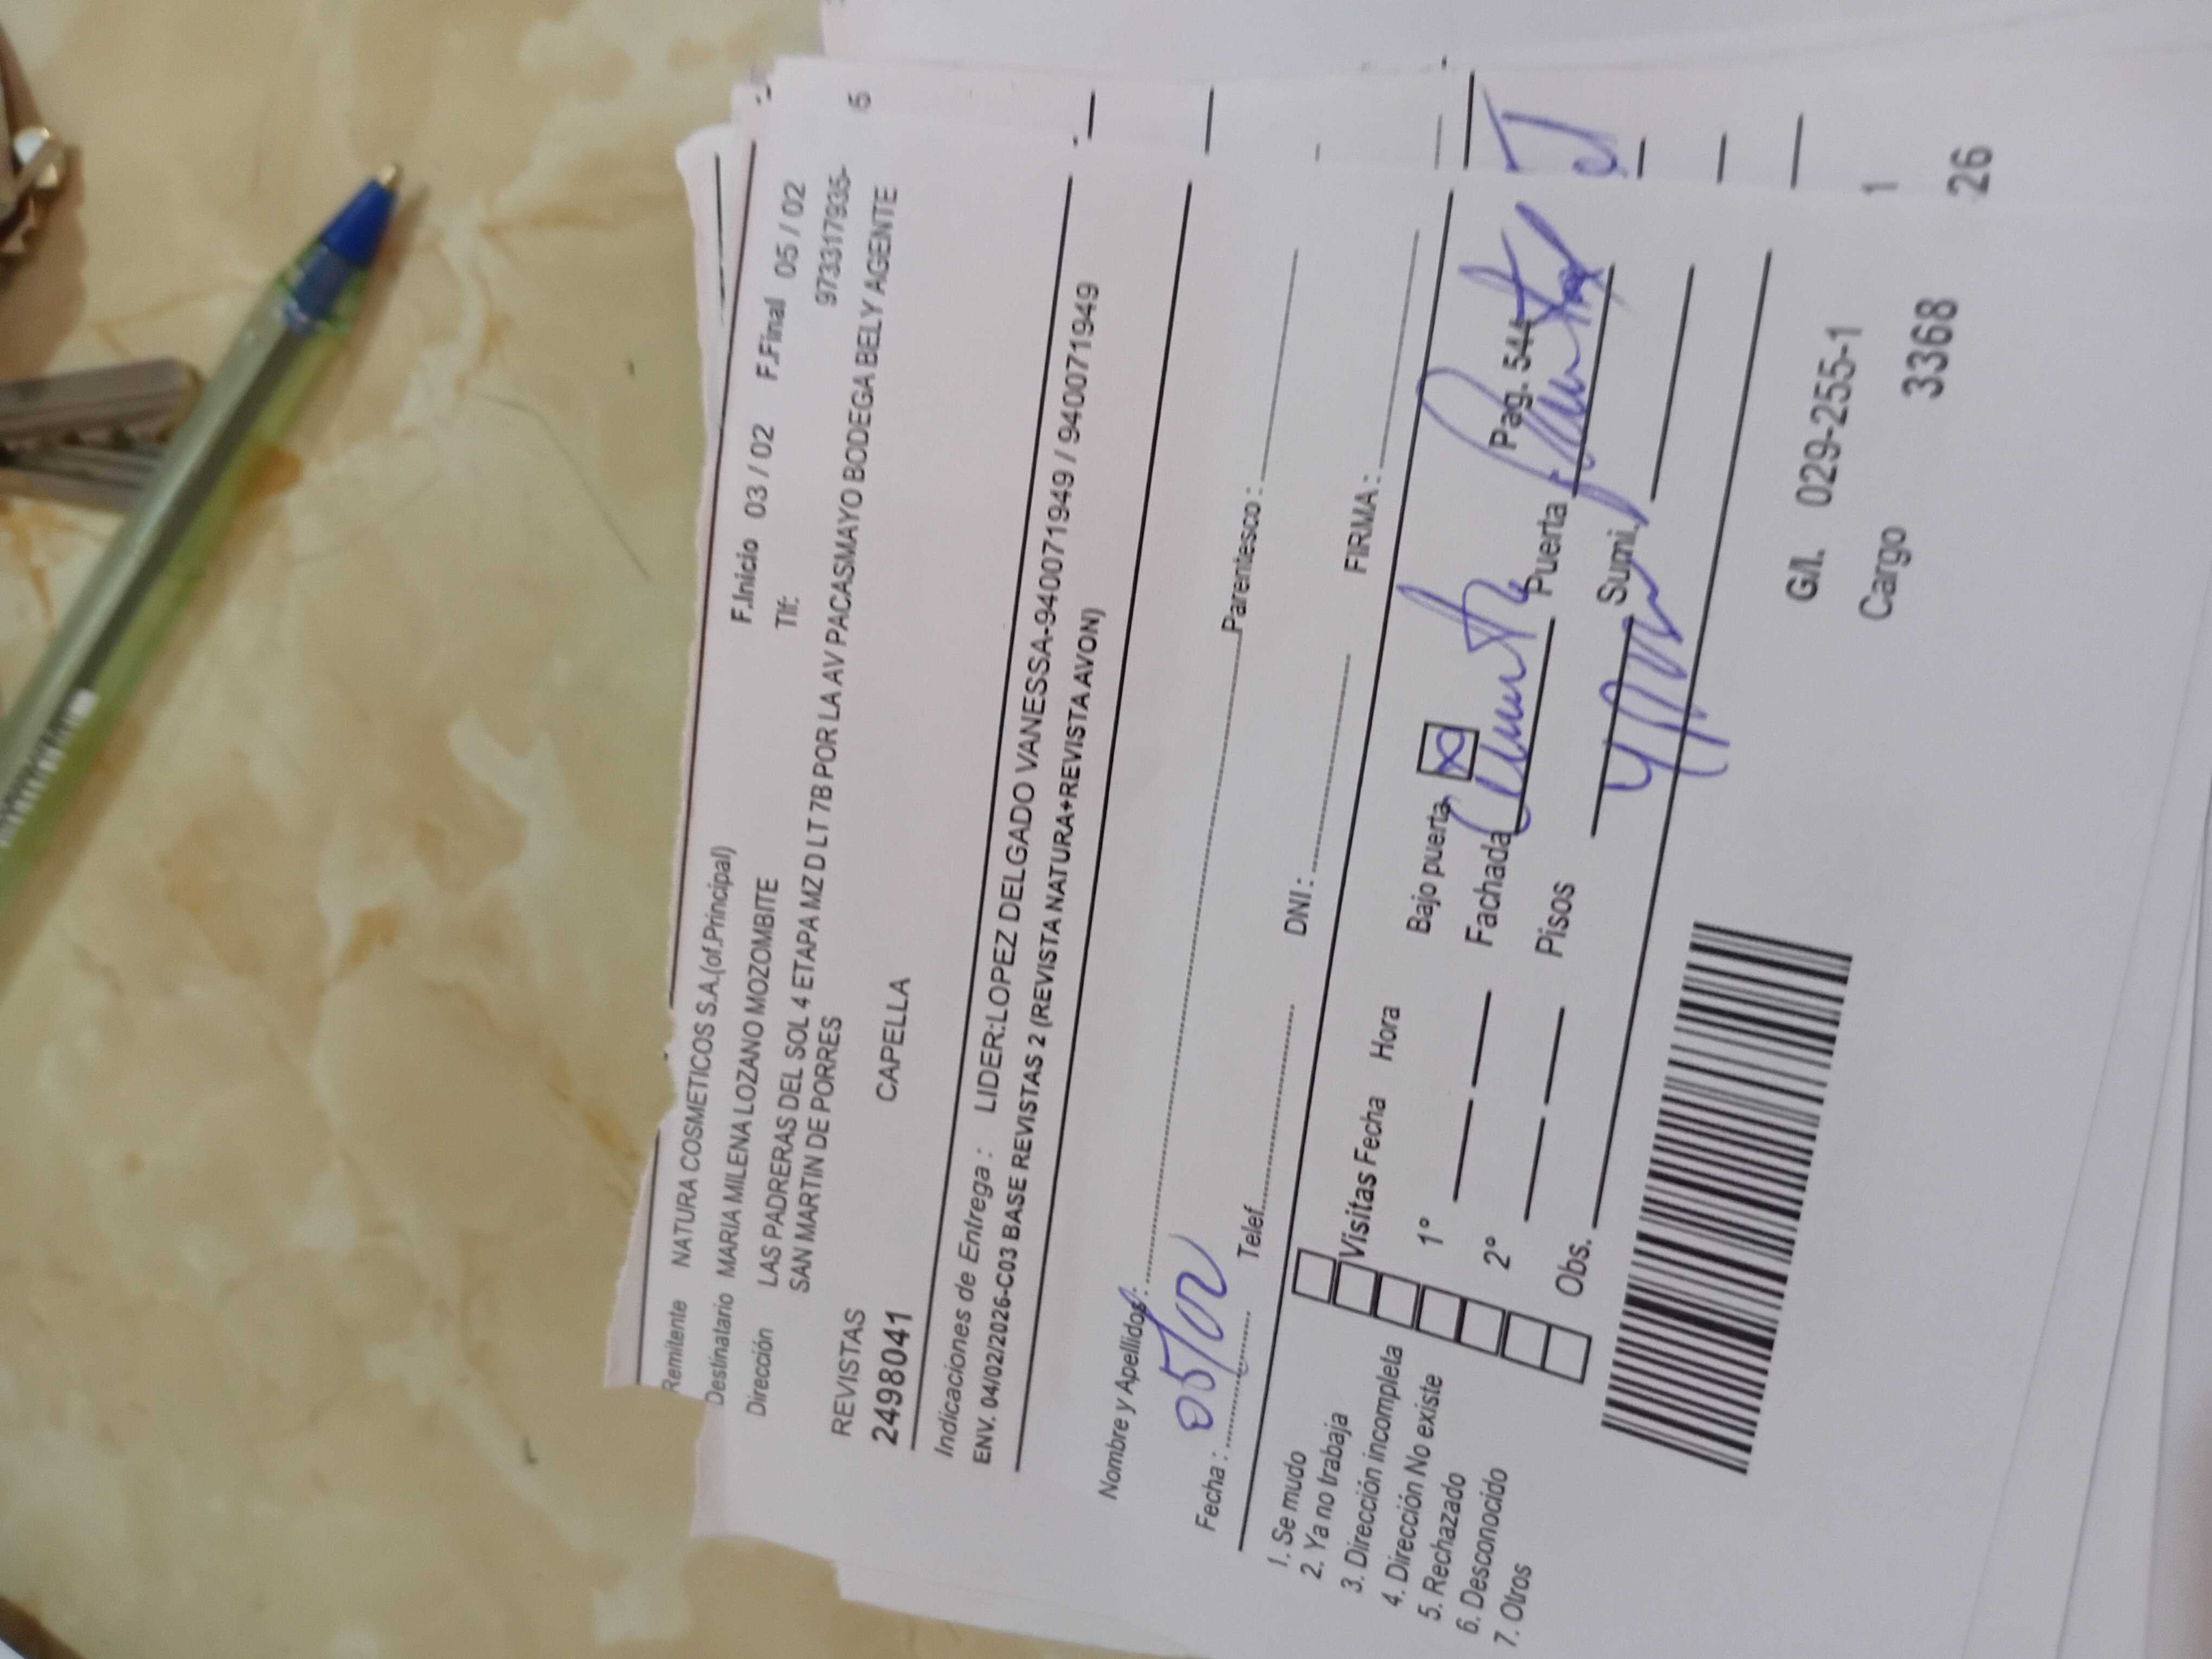 Remitente NATURA COSMETICOS S.A.(of.Principal)
Destinatario MARIA MILENA LOZANO MOZOMBITE F.Inicio 03 / 02 F.Final 05 / 02
Dirección LAS PADRERAS DEL SOL 4 ETAPA MZ D LT 7B POR LA AV PACASMAYO BODEGA BELY AGENTE Tlf: 973317935-
SAN MARTIN DE PORRES
REVISTAS
2498041 CAPELLA
Indicaciones de Entrega : LIDER:LOPEZ DELGADO VANESSA-940071949 / 940071949
ENV. 04/02/2026-C03 BASE REVISTAS 2 (REVISTA NATURA+REVISTA AVON)
Nombre y Apellidos : Parentesco :
Fecha : 05/02 Telef. DNI : FIRMA :
1. Se mudo
2. Ya no trabaja
3. Dirección incompleta
4. Dirección No existe
5. Rechazado
6. Desconocido
7. Otros
Visitas Fecha Hora Bajo puerta X Pag. 544
1° Fachada Puerta
2° Pisos Sumi.
Obs.
G/l. 029-255-1 1
Cargo 3368 26